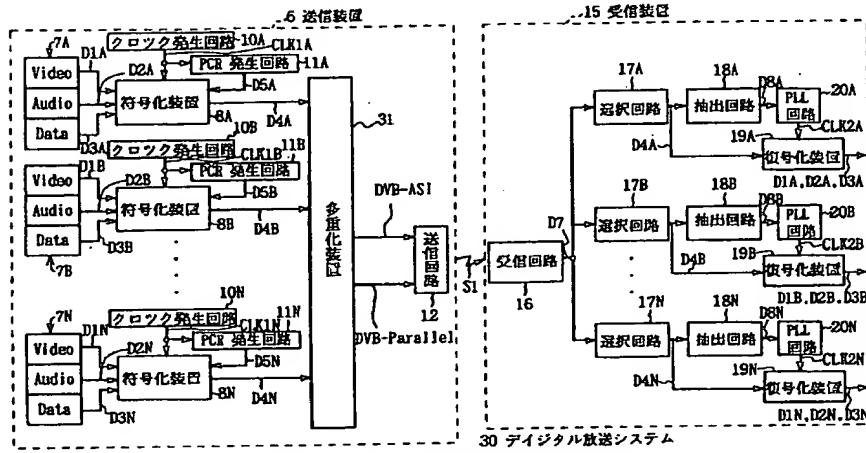 6 送信装置
7A
D1A
クロック発生回路
10A
CLK1A
PCR 発生回路
11A
Video
Audio
Data
D2A
D3A
D5A
符号化装置
8A
D4A
10B
クロック発生回路
CLK1B
11B
PCR 発生回路
D1B
Video
Audio
Data
7B
D2B
D3B
D5B
符号化装置
8B
D4B
10N
クロック発生回路
CLK1N
11N
PCR 発生回路
7N
D1N
Video
Audio
Data
D2N
D3N
D5N
符号化装置
8N
D4N
31
多重化装置
DVB-ASI
DVB-Parallel
送信回路
12
S1
15 受信装置
受信回路
16
D7
17A
選択回路
18A
抽出回路
D8A
20A
PLL
回路
D4A
19A
CLK2A
復号化装置
D1A,D2A,D3A
17B
選択回路
18B
抽出回路
D8B
20B
PLL
回路
D4B
19B
CLK2B
復号化装置
D1B,D2B,D3B
17N
選択回路
18N
抽出回路
D8N
20N
PLL
回路
D4N
19N
CLK2N
復号化装置
D1N,D2N,D3N
30 デイジタル放送システム